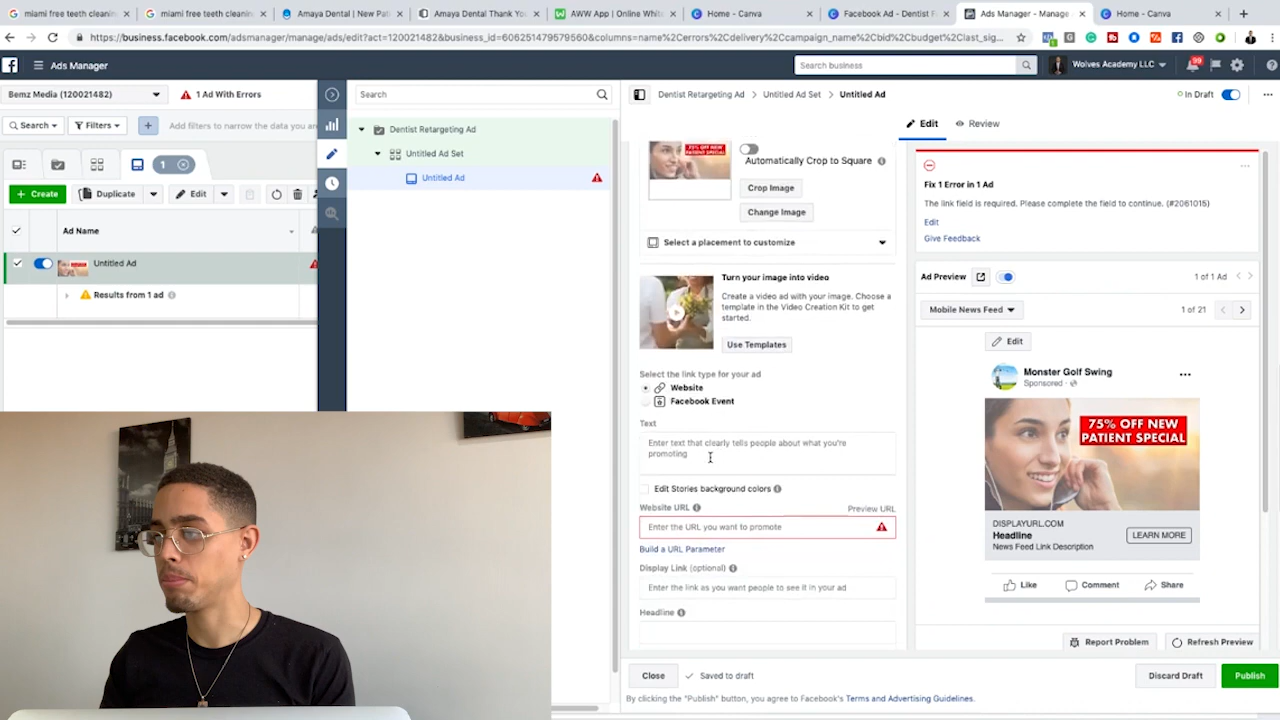 miami free teeth cleanin
miami free teeth cleanin
Amaya Dental | New Pati
Amaya Dental Thank You
AWW App | Online White
Home - Canva
Facebook Ad - Dentist F
Ads Manager - Manage
Home - Canva
https://business.facebook.com/adsmanager/manage/ads/edit?act=120021482&business_id=606251479579560&columns=name%2Cerrors%2Cdelivery%2Ccampaign_name%2Cbid%2Cbudget%2Clast_sig...
Ads Manager
Search business
Wolves Academy LLC
99
Bemz Media (120021482)
1 Ad With Errors
Search
Dentist Retargeting Ad
Untitled Ad Set
Untitled Ad
In Draft
Search
Filters
Add filters to narrow the data you are
Dentist Retargeting Ad
Untitled Ad Set
Untitled Ad
Edit
Review
1
Create
Duplicate
Edit
Ad Name
Untitled Ad
Results from 1 ad
75% OFF NEW
PATIENT SPECIAL
Automatically Crop to Square
Crop Image
Change Image
Select a placement to customize
Turn your image into video
Create a video ad with your image. Choose a
template in the Video Creation Kit to get
started.
Use Templates
Select the link type for your ad
Website
Facebook Event
Text
Enter text that clearly tells people about what you're
promoting
Edit Stories background colors
Website URL
Preview URL
Enter the URL you want to promote
Build a URL Parameter
Display Link (optional)
Enter the link as you want people to see it in your ad
Headline
Fix 1 Error in 1 Ad
The link field is required. Please complete the field to continue. (#2061015)
Edit
Give Feedback
Ad Preview
1 of 1 Ad
Mobile News Feed
1 of 21
Edit
Monster Golf Swing
Sponsored
75% OFF NEW
PATIENT SPECIAL
DISPLAYURL.COM
Headline
News Feed Link Description
LEARN MORE
Like
Comment
Share
Report Problem
Refresh Preview
Close
Saved to draft
Discard Draft
Publish
By clicking the "Publish" button, you agree to Facebook's Terms and Advertising Guidelines.